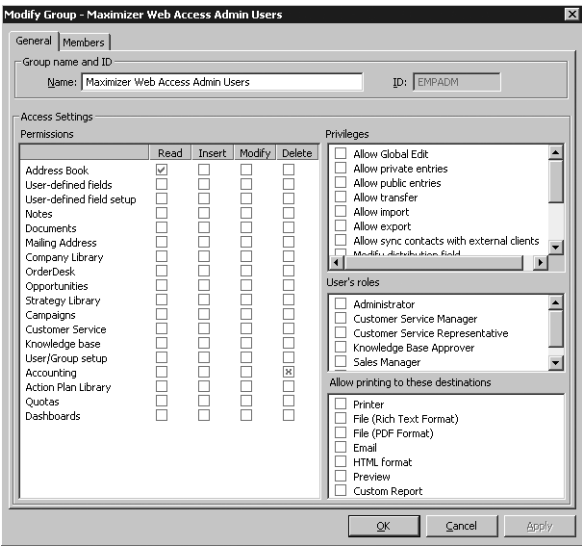 Modify Group - Maximizer Web Access Admin Users
General Members
Group name and ID
Name: Maximizer Web Access Admin Users ID: EMPADM
Access Settings
Permissions
Read Insert Modify Delete
Address Book
User-defined fields
User-defined field setup
Notes
Documents
Mailing Address
Company Library
OrderDesk
Opportunities
Strategy Library
Campaigns
Customer Service
Knowledge base
User/Group setup
Accounting
Action Plan Library
Quotas
Dashboards
Privileges
Allow Global Edit
Allow private entries
Allow public entries
Allow transfer
Allow import
Allow export
Allow sync contacts with external clients
Modify distribution field
User's roles
Administrator
Customer Service Manager
Customer Service Representative
Knowledge Base Approver
Sales Manager
Allow printing to these destinations
Printer
File (Rich Text Format)
File (PDF Format)
Email
HTML format
Preview
Custom Report
OK Cancel Apply